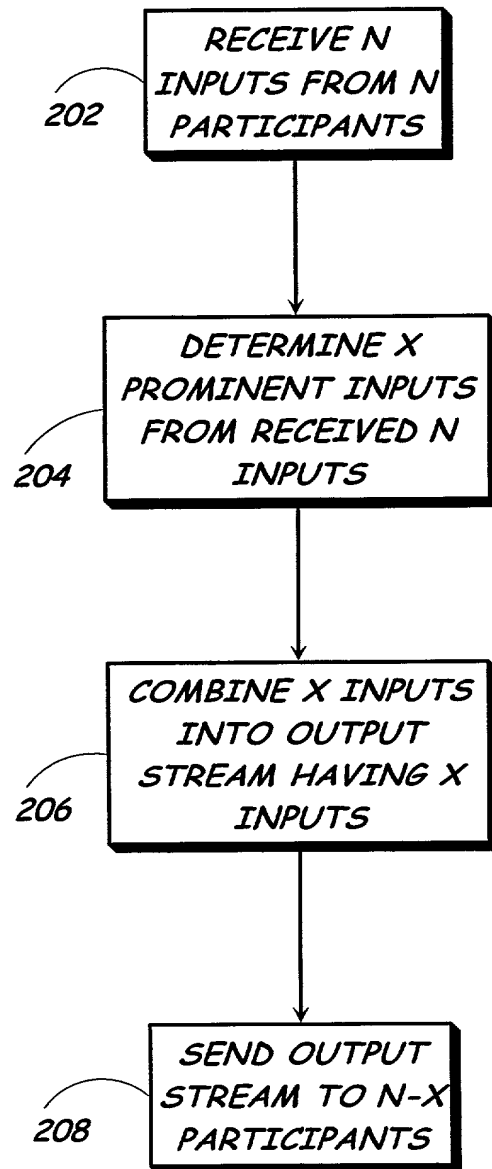 RECEIVE N
INPUTS FROM N
PARTICIPANTS
202
DETERMINE X
PROMINENT INPUTS
FROM RECEIVED N
INPUTS
204
COMBINE X INPUTS
INTO OUTPUT
STREAM HAVING X
INPUTS
206
SEND OUTPUT
STREAM TO N-X
PARTICIPANTS
208